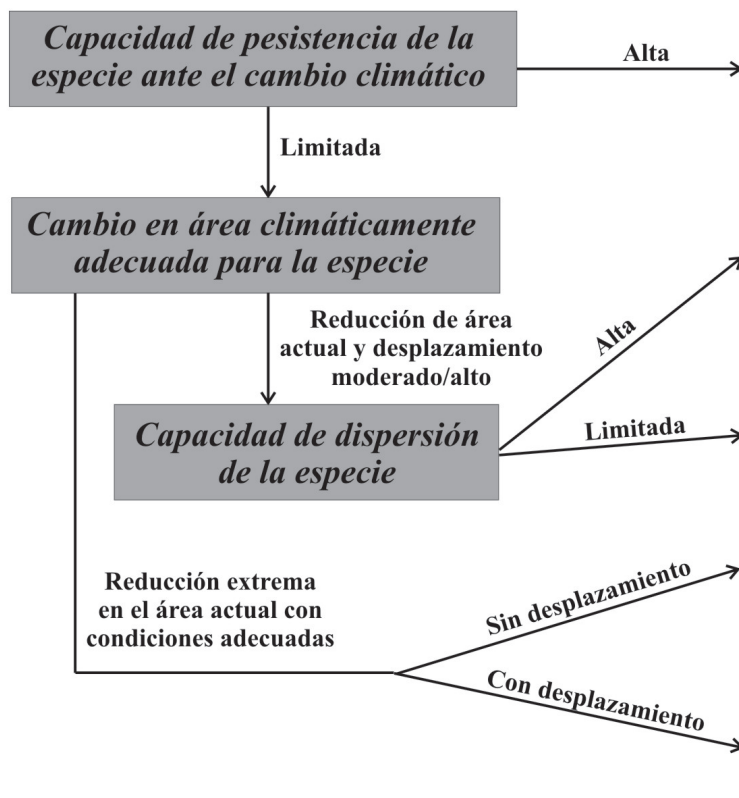 Capacidad de pesistencia de la
especie ante el cambio climático
Alta
Limitada
Cambio en área climáticamente
adecuada para la especie
Reducción de área
actual y desplazamiento
moderado/alto
Alta
Capacidad de dispersión
de la especie
Limitada
Reducción extrema
en el área actual con
condiciones adecuadas
Sin desplazamiento
Con desplazamiento